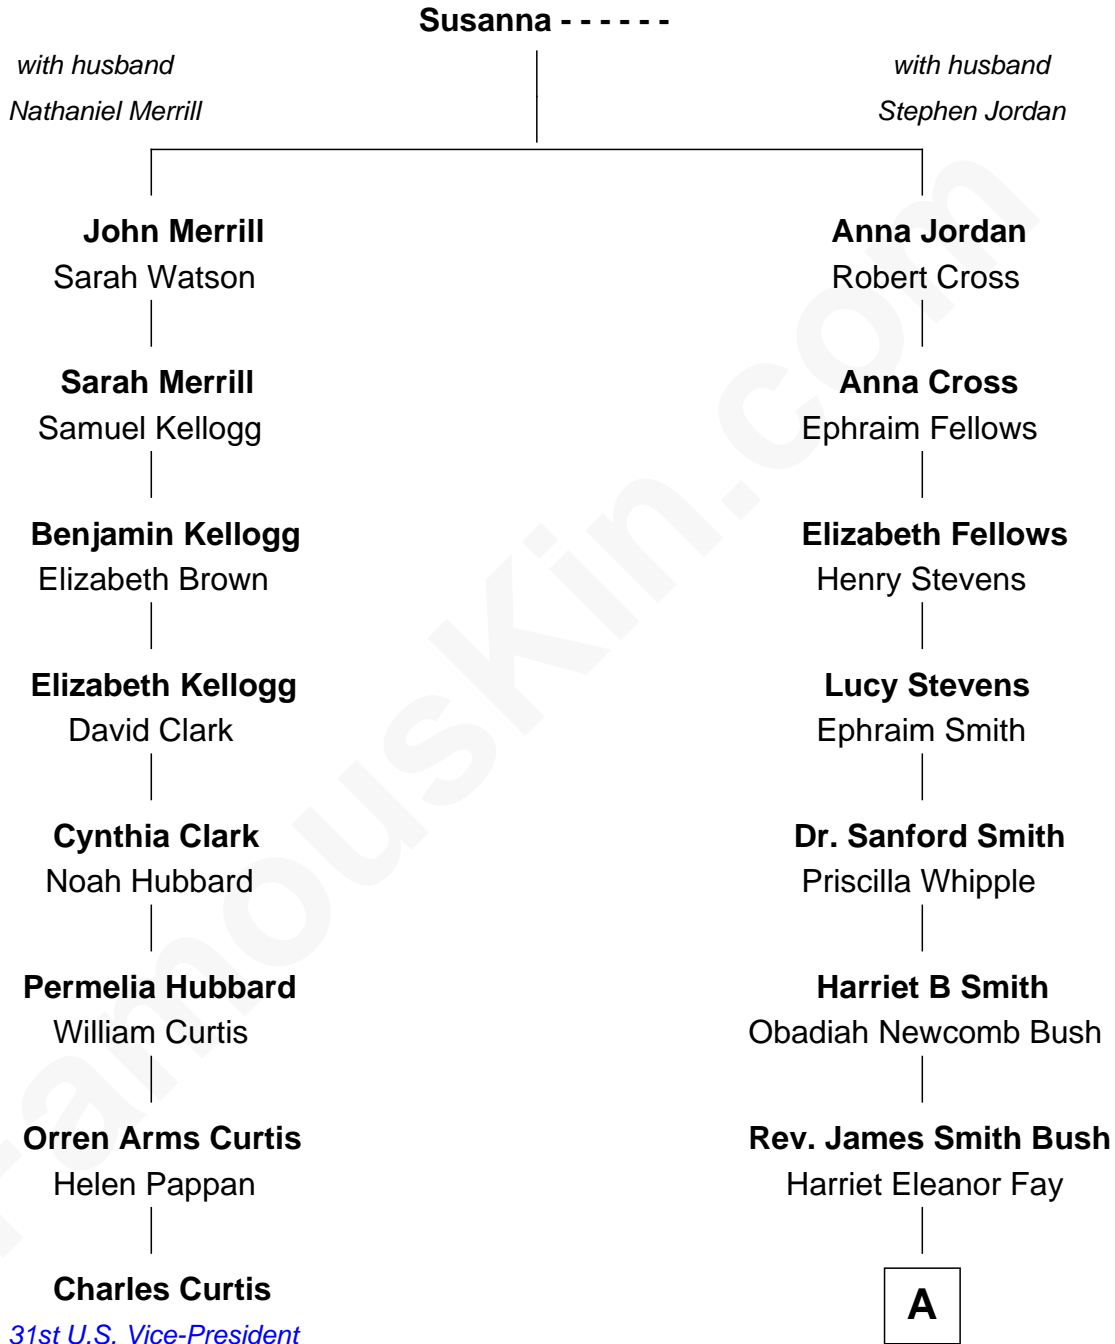 Susanna - - - - - -
with husband
Nathaniel Merrill
with husband
Stephen Jordan
John Merrill
Sarah Watson
Anna Jordan
Robert Cross
Sarah Merrill
Samuel Kellogg
Anna Cross
Ephraim Fellows
Benjamin Kellogg
Elizabeth Brown
Elizabeth Fellows
Henry Stevens
Elizabeth Kellogg
David Clark
Lucy Stevens
Ephraim Smith
Cynthia Clark
Noah Hubbard
Dr. Sanford Smith
Priscilla Whipple
Permelia Hubbard
William Curtis
Harriet B Smith
Obadiah Newcomb Bush
Orren Arms Curtis
Helen Pappan
Rev. James Smith Bush
Harriet Eleanor Fay
Charles Curtis
31st U.S. Vice-President
A
FamousKin.com